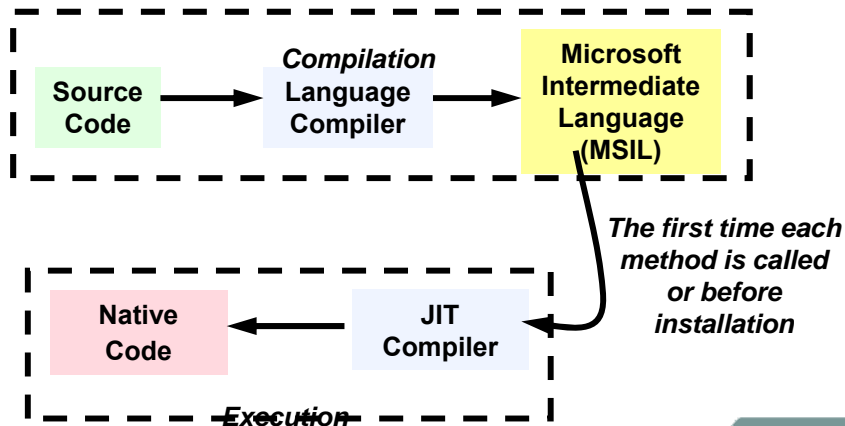 Compilation
Source
Code
Language
Compiler
Microsoft
Intermediate
Language
(MSIL)
The first time each
method is called
or before
installation
Native
Code
JIT
Compiler
Execution